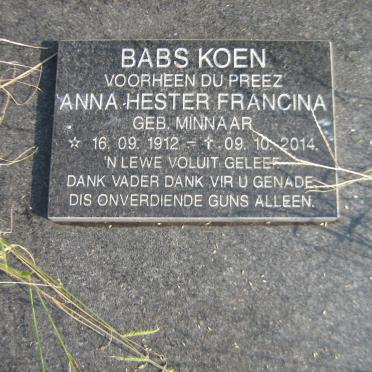 BABS KOEN
VOORHEEN DU PREEZ
ANNA HESTER FRANCINA
GEB. MINNAAR
☆ 16. 09. 1912 - ✝ 09. 10. 2014.
'N LEWE VOLUIT GELEEF
DANK VADER DANK VIR U GENADE
DIS ONVERDIENDE GUNS ALLEEN.